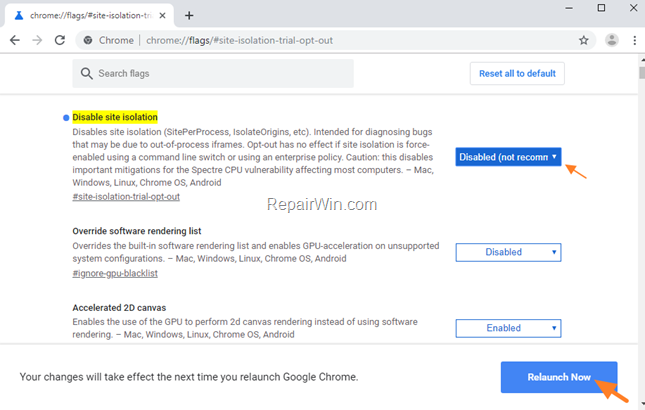 chrome://flags/#site-isolation-trial
Chrome | chrome://flags/#site-isolation-trial-opt-out
Search flags
Reset all to default
Disable site isolation
Disables site isolation (SitePerProcess, IsolateOrigins, etc). Intended for diagnosing bugs
that may be due to out-of-process iframes. Opt-out has no effect if site isolation is force-
enabled using a command line switch or using an enterprise policy. Caution: this disables
important mitigations for the Spectre CPU vulnerability affecting most computers. – Mac,
Windows, Linux, Chrome OS, Android
#site-isolation-trial-opt-out
Disabled (not recomm
RepairWin.com
Override software rendering list
Overrides the built-in software rendering list and enables GPU-acceleration on unsupported
system configurations. – Mac, Windows, Linux, Chrome OS, Android
#ignore-gpu-blacklist
Disabled
Accelerated 2D canvas
Enables the use of the GPU to perform 2d canvas rendering instead of using software
rendering. – Mac, Windows, Linux, Chrome OS, Android
Enabled
Your changes will take effect the next time you relaunch Google Chrome.
Relaunch Now